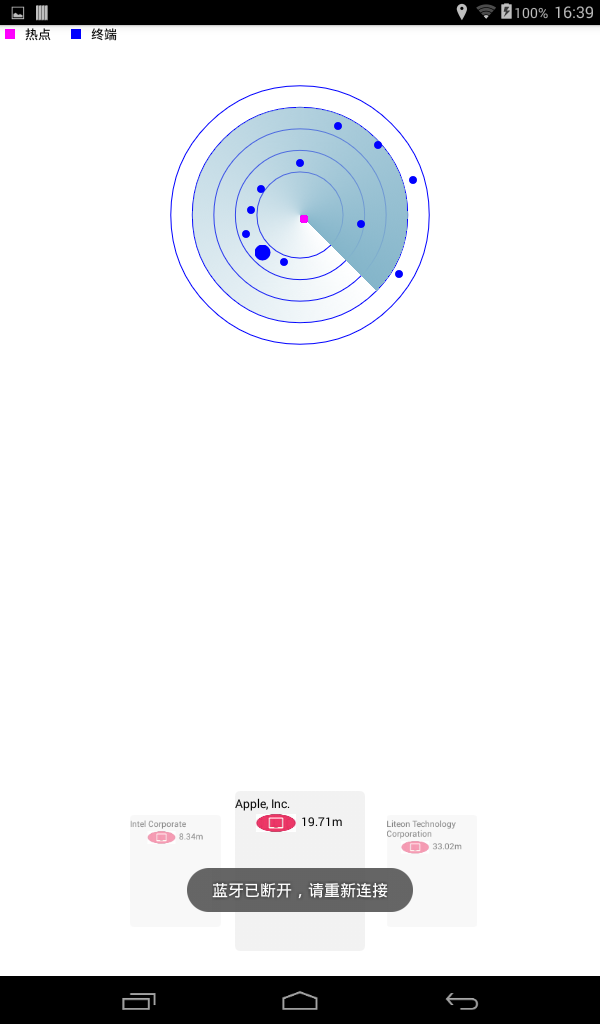 100% 16:39
热点 终端
Apple, Inc.
19.71m
Intel Corporate
8.34m
Liteon Technology
Corporation
33.02m
蓝牙已断开，请重新连接